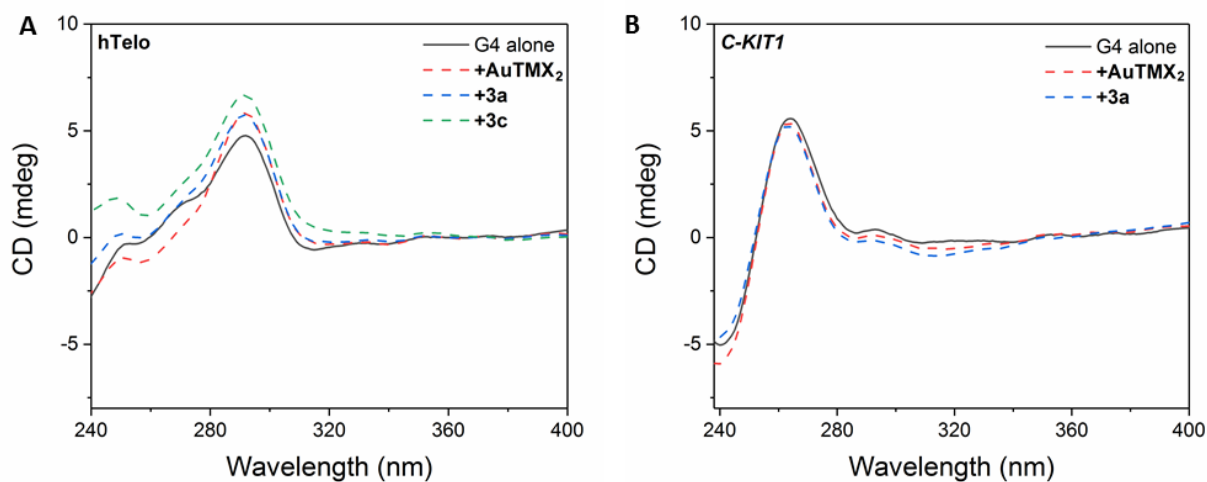 A
hTelo
G4 alone
+AuTMX₂
+3a
+3c
CD (mdeg)
10
5
0
-5
240 280 320 360 400
Wavelength (nm)
B
C-KIT1
G4 alone
+AuTMX₂
+3a
CD (mdeg)
10
5
0
-5
240 280 320 360 400
Wavelength (nm)